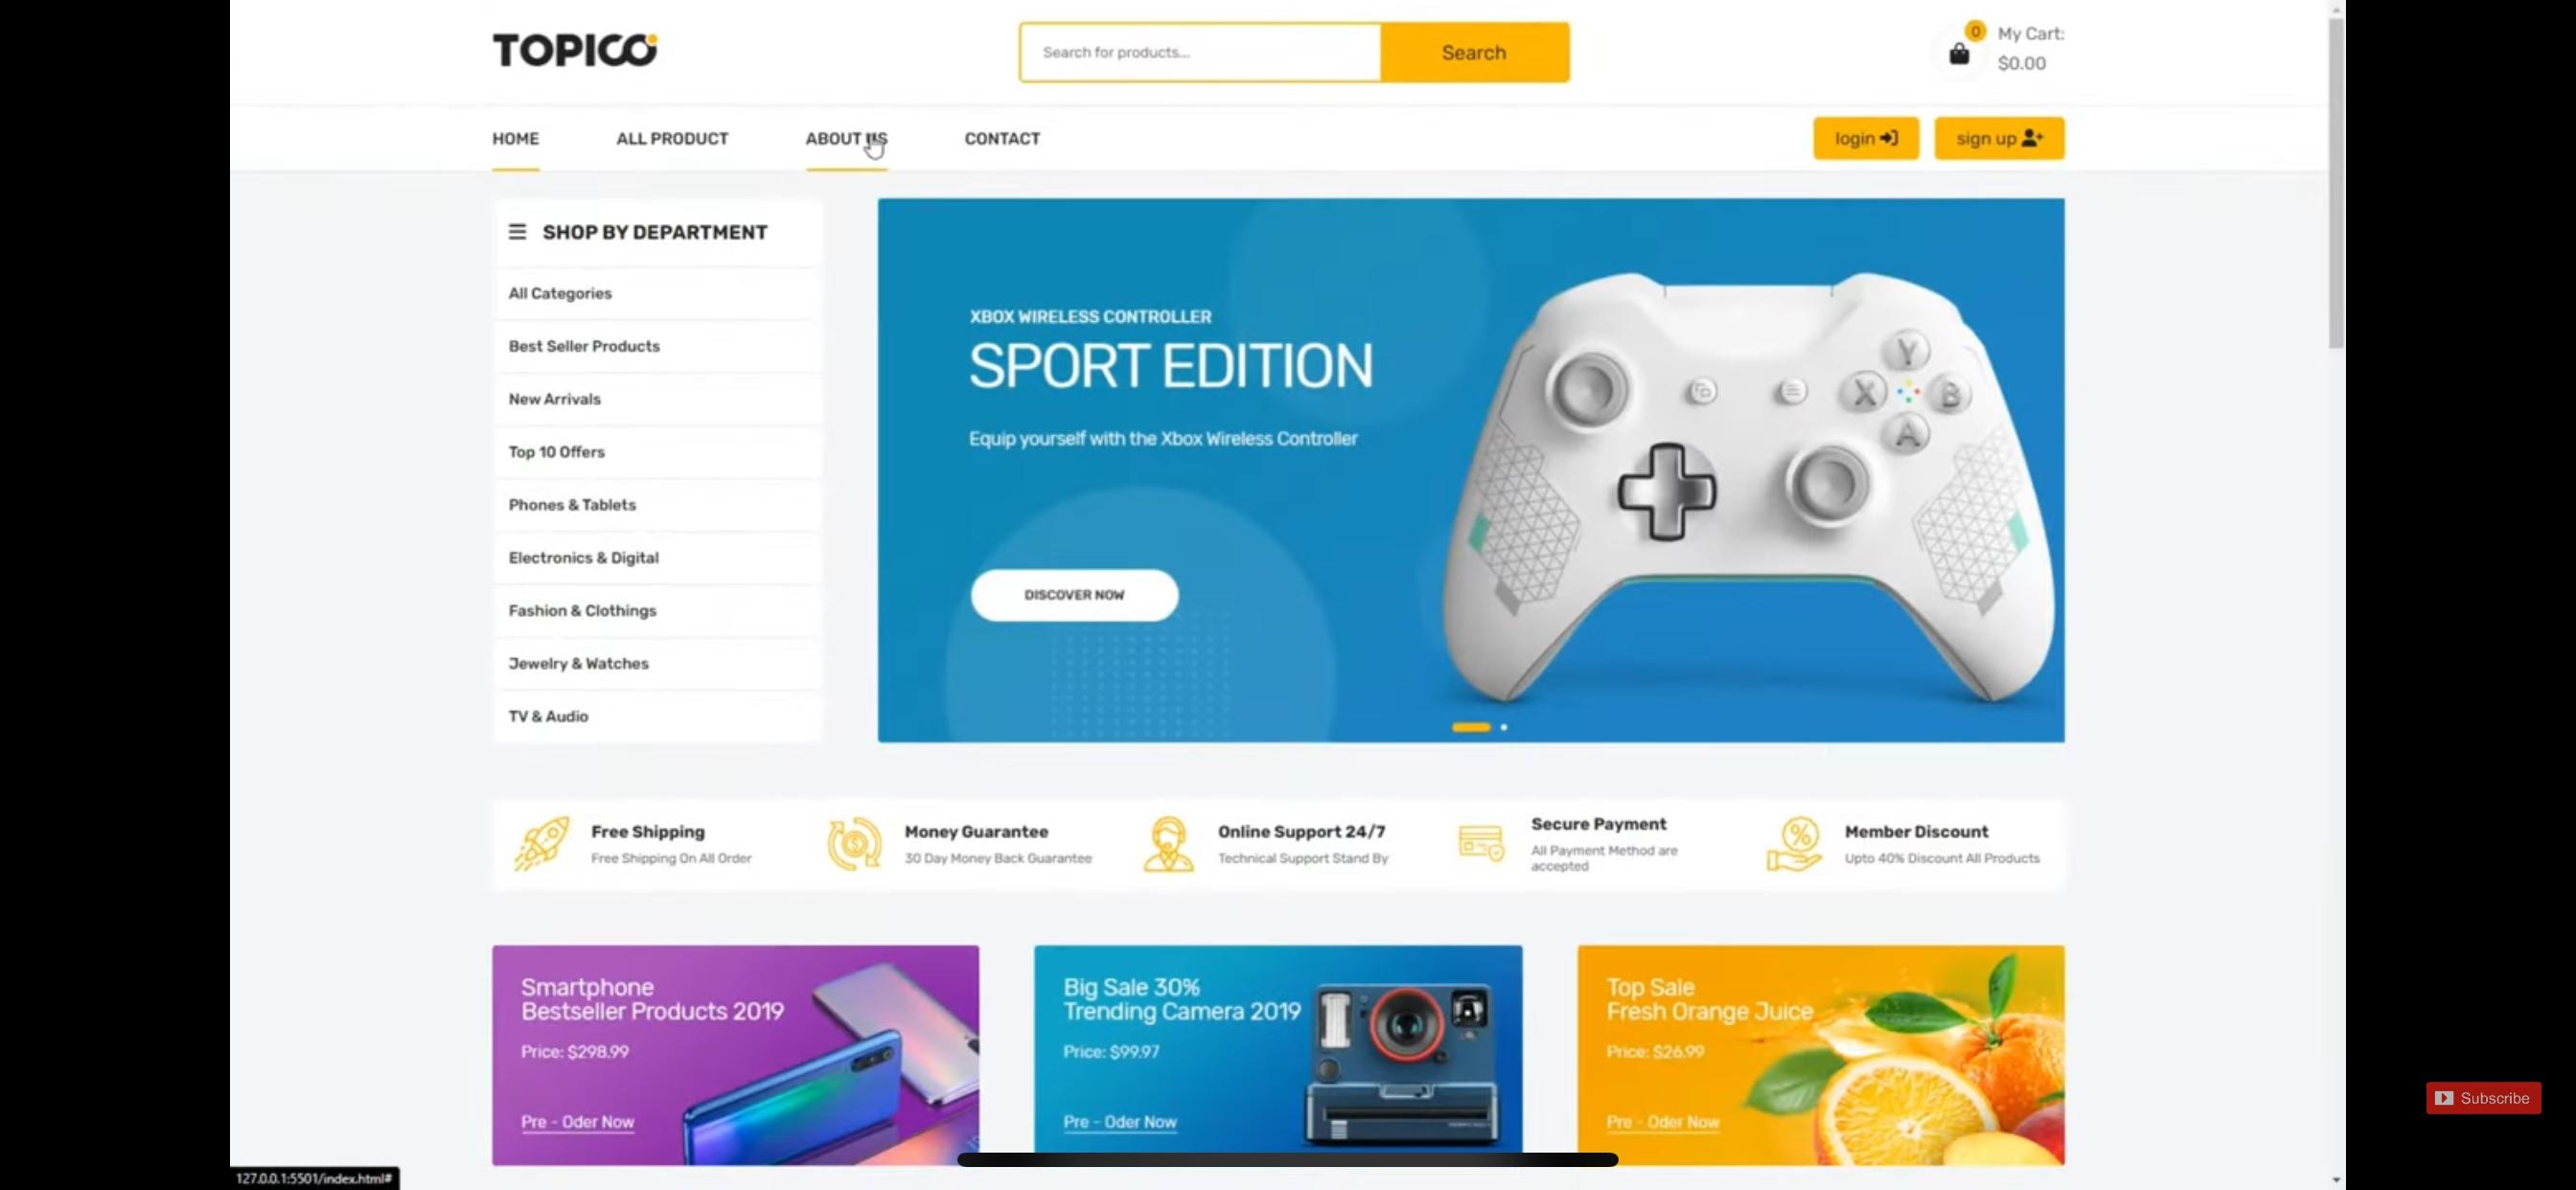 TOPICO
Search for products...
Search
0
My Cart:
$0.00
HOME
ALL PRODUCT
ABOUT US
CONTACT
login
sign up
SHOP BY DEPARTMENT
All Categories
Best Seller Products
New Arrivals
Top 10 Offers
Phones & Tablets
Electronics & Digital
Fashion & Clothings
Jewelry & Watches
TV & Audio
XBOX WIRELESS CONTROLLER
SPORT EDITION
Equip yourself with the Xbox Wireless Controller
DISCOVER NOW
Y
X
B
A
Free Shipping
Free Shipping On All Order
Money Guarantee
30 Day Money Back Guarantee
Online Support 24/7
Technical Support Stand By
Secure Payment
All Payment Method are
accepted
Member Discount
Upto 40% Discount All Products
Smartphone
Bestseller Products 2019
Price: $298.99
Pre - Oder Now
Big Sale 30%
Trending Camera 2019
Price: $99.97
Pre - Oder Now
Top Sale
Fresh Orange Juice
Price: $26.99
Pre - Oder Now
Subscribe
127.0.0.1:5501/index.html#